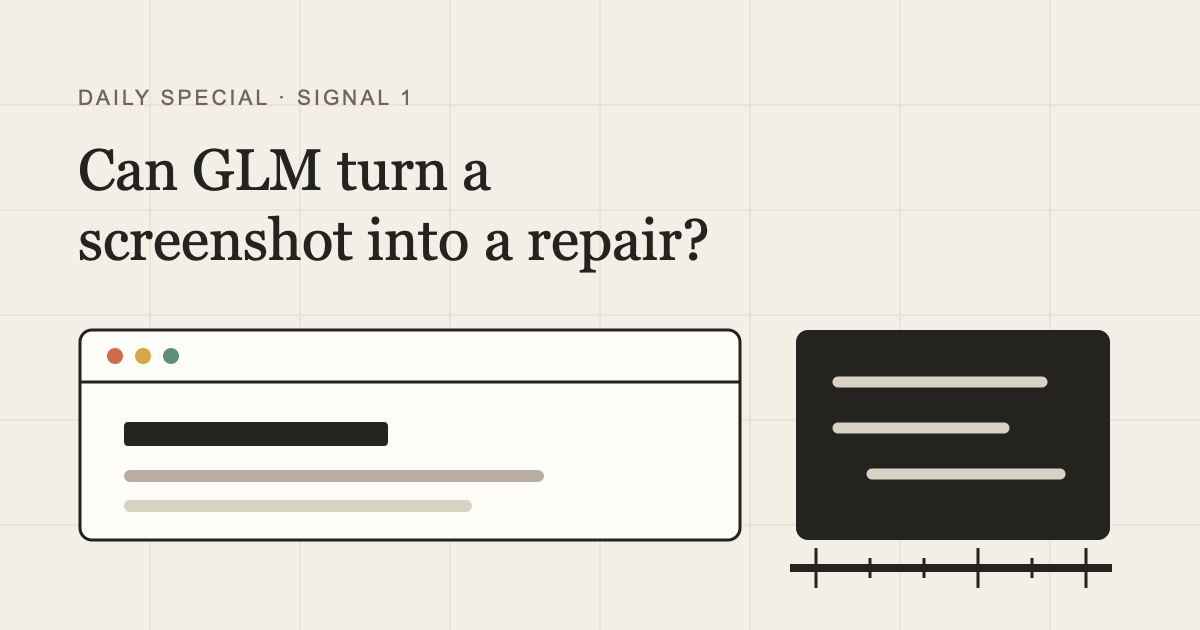 DAILY SPECIAL · SIGNAL 1
Can GLM turn a
screenshot into a repair?